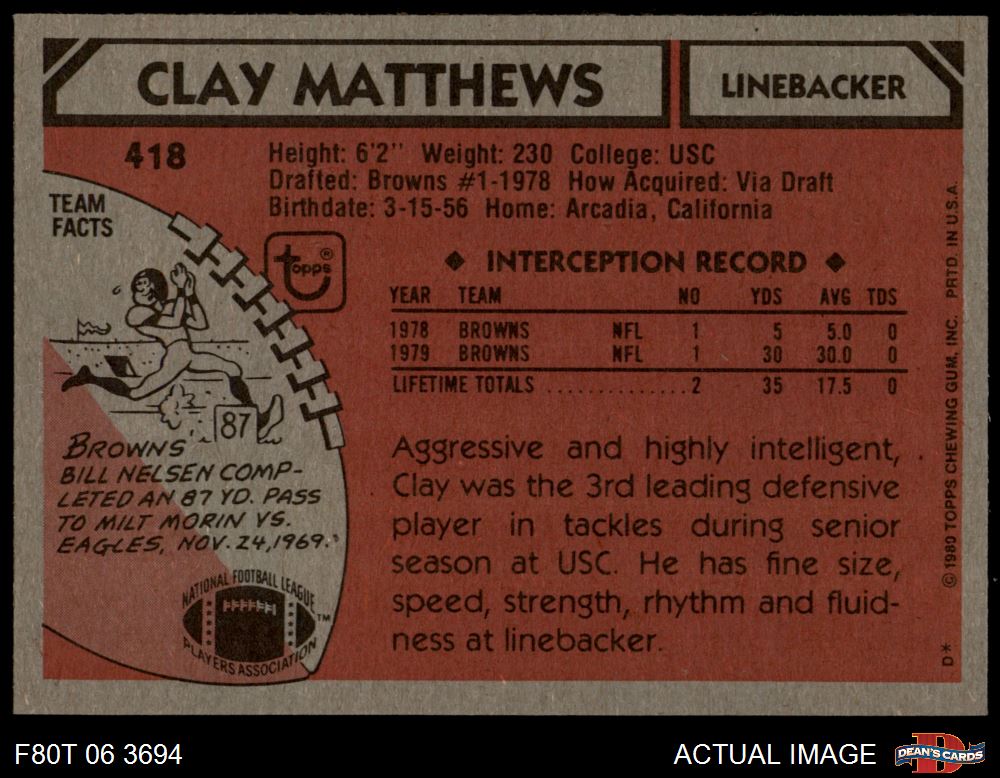 CLAY MATTHEWS
LINEBACKER
418
Height: 6'2" Weight: 230 College: USC
Drafted: Browns #1-1978 How Acquired: Via Draft
Birthdate: 3-15-56 Home: Arcadia, California
TEAM
FACTS
topps®
◆ INTERCEPTION RECORD ◆
YEAR TEAM NO YDS AVG TDS
1978 BROWNS NFL 1 5 5.0 0
1979 BROWNS NFL 1 30 30.0 0
LIFETIME TOTALS ................ 2 35 17.5 0
87
BROWNS'
BILL NELSEN COMP-
LETED AN 87 YD. PASS
TO MILT MORIN VS.
EAGLES, NOV. 24, 1969.
NATIONAL FOOTBALL LEAGUE
PLAYERS ASSOCIATION
TM
Aggressive and highly intelligent,
Clay was the 3rd leading defensive
player in tackles during senior
season at USC. He has fine size,
speed, strength, rhythm and fluid-
ness at linebacker.
© 1980 TOPPS CHEWING GUM, INC. PRTD. IN U.S.A.
D*
F80T 06 3694
ACTUAL IMAGE
D
DEAN'S CARDS